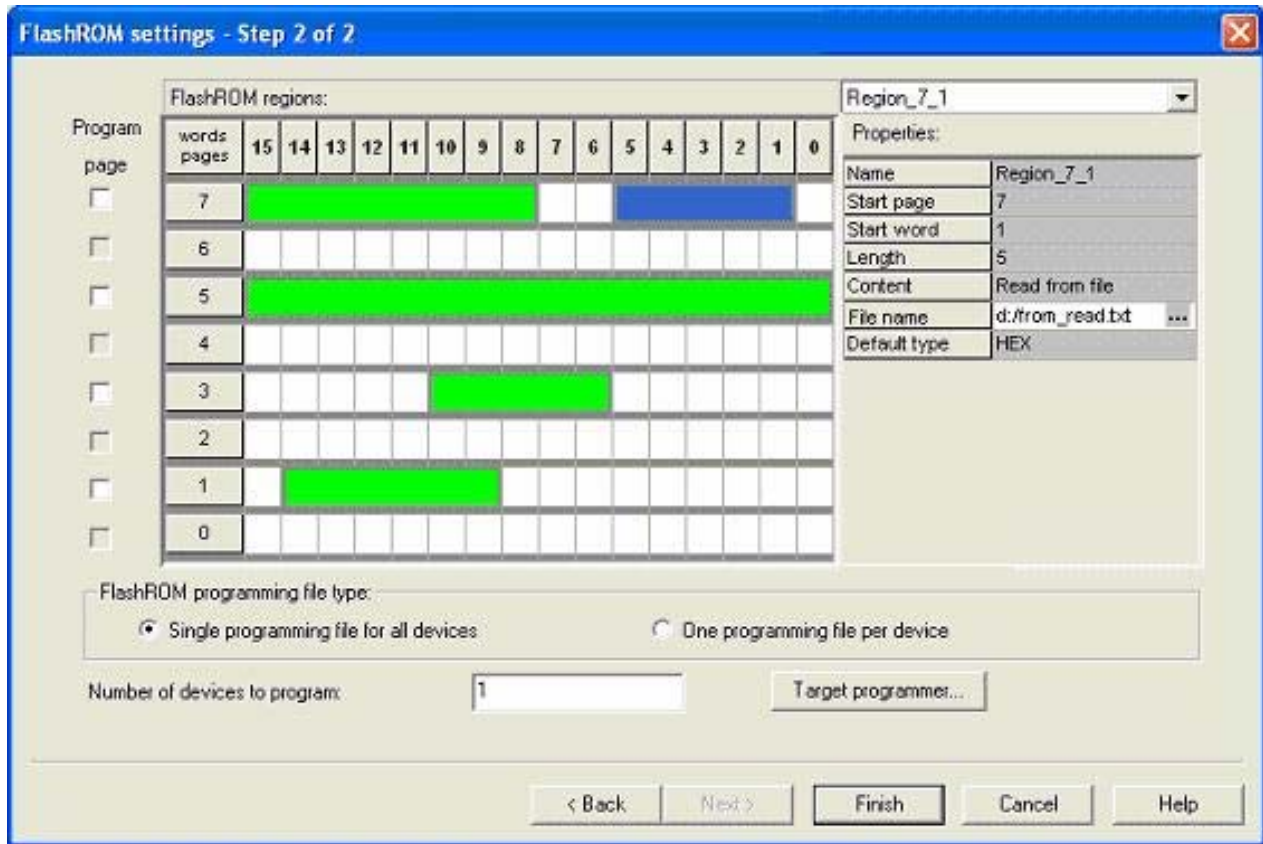 FlashROM settings - Step 2 of 2
FlashROM regions:
Region_7_1
Program
page
words
pages
15 14 13 12 11 10 9 8 7 6 5 4 3 2 1 0
Properties:
7
6
5
4
3
2
1
0
Name Region_7_1
Start page 7
Start word 1
Length 5
Content Read from file
File name d:/from_read.txt ...
Default type HEX
FlashROM programming file type:
Single programming file for all devices One programming file per device
Number of devices to program: 1 Target programmer...
< Back Next > Finish Cancel Help